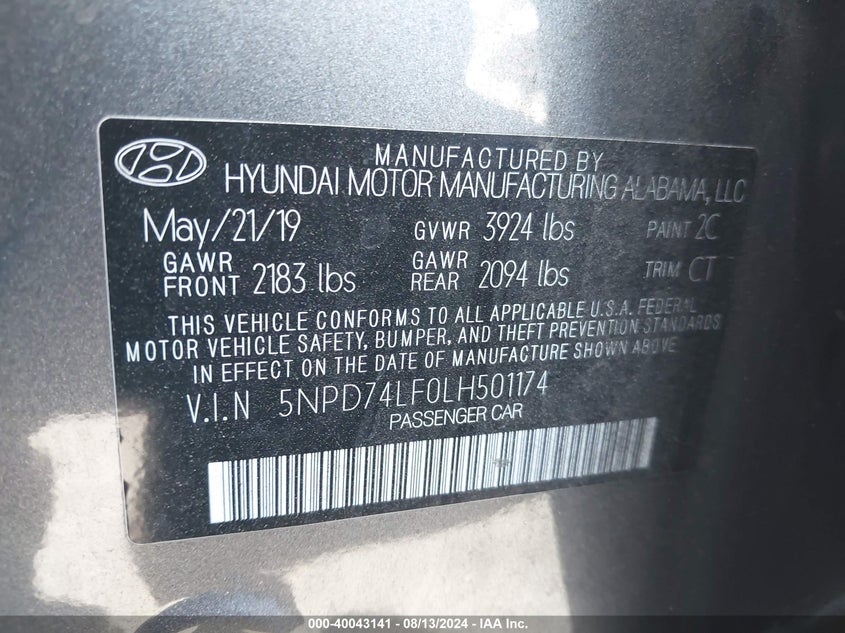 MANUFACTURED BY
HYUNDAI MOTOR MANUFACTURING ALABAMA, LLC
May/21/19 GVWR 3924 lbs PAINT 2C
GAWR FRONT 2183 lbs GAWR REAR 2094 lbs TRIM CT
THIS VEHICLE CONFORMS TO ALL APPLICABLE U.S.A. FEDERAL
MOTOR VEHICLE SAFETY, BUMPER, AND THEFT PREVENTION STANDARDS
IN EFFECT ON THE DATE OF MANUFACTURE SHOWN ABOVE
V.I.N 5NPD74LF0LH501174
PASSENGER CAR
000-40043141 - 08/13/2024 - IAA Inc.